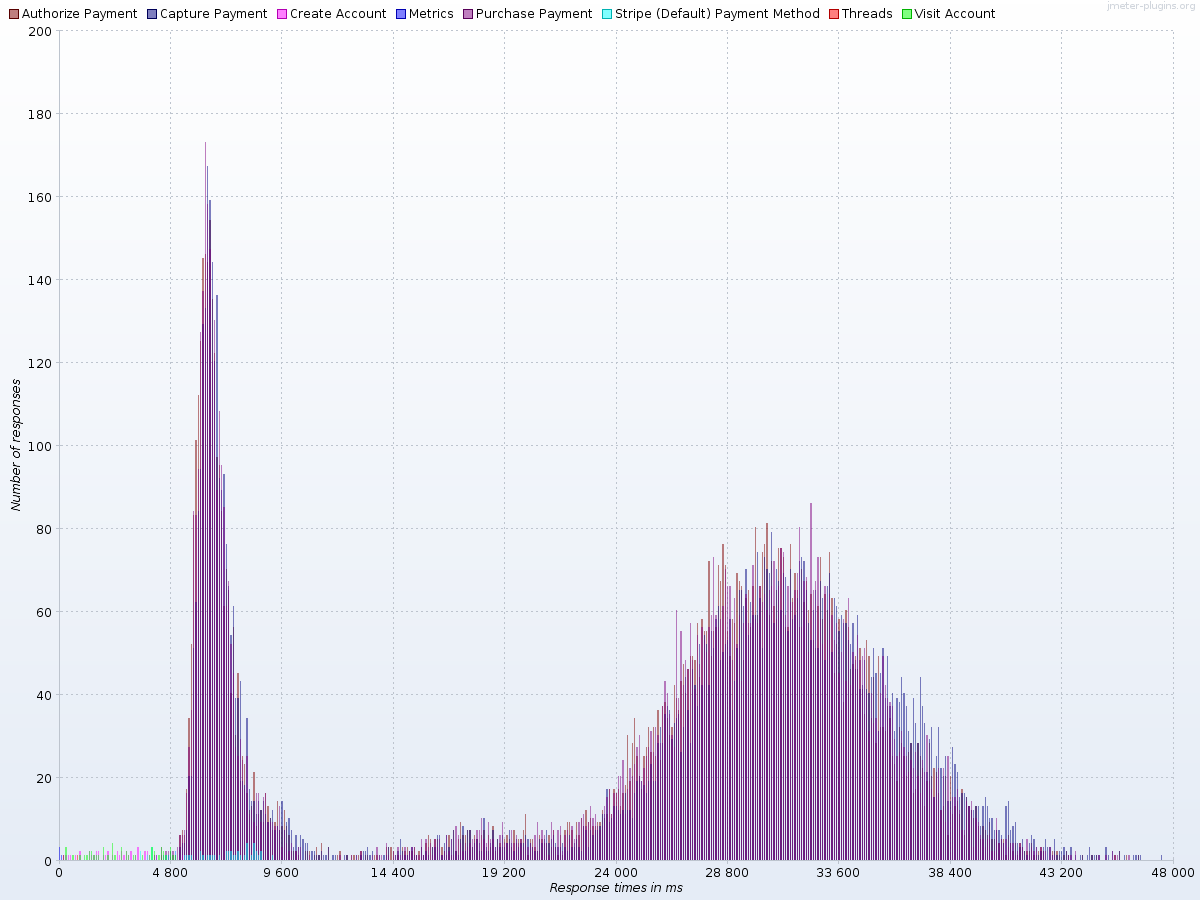 Authorize Payment Capture Payment Create Account Metrics Purchase Payment Stripe (Default) Payment Method Threads Visit Account
jmeter-plugins.org
200
180
160
140
120
100
80
60
40
20
0
Number of responses
0 4 800 9 600 14 400 19 200 24 000 28 800 33 600 38 400 43 200 48 000
Response times in ms